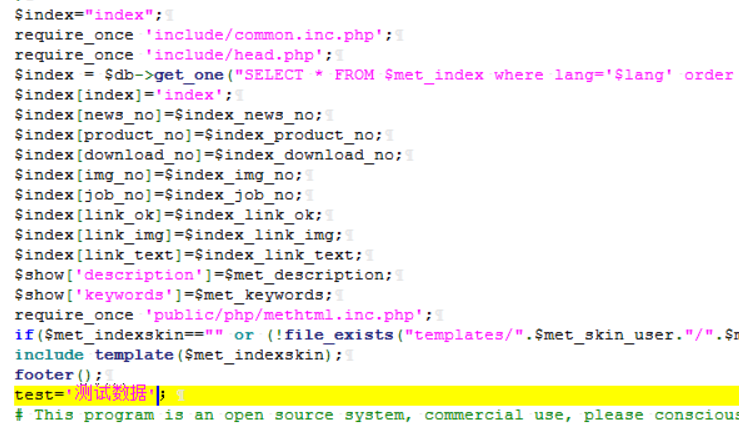 $index="index";
require_once 'include/common.inc.php';
require_once 'include/head.php';
$index = $db->get_one("SELECT * FROM $met_index where lang='$lang' order
$index[index]='index';
$index[news_no]=$index_news_no;
$index[product_no]=$index_product_no;
$index[download_no]=$index_download_no;
$index[img_no]=$index_img_no;
$index[job_no]=$index_job_no;
$index[link_ok]=$index_link_ok;
$index[link_img]=$index_link_img;
$index[link_text]=$index_link_text;
$show['description']=$met_description;
$show['keywords']=$met_keywords;
require_once 'public/php/methtml.inc.php';
if($met_indexskin=="" or (!file_exists("templates/".$met_skin_user."/".$m
include template($met_indexskin);
footer();
test='测试数据';
# This program is an open source system, commercial use, please conscious